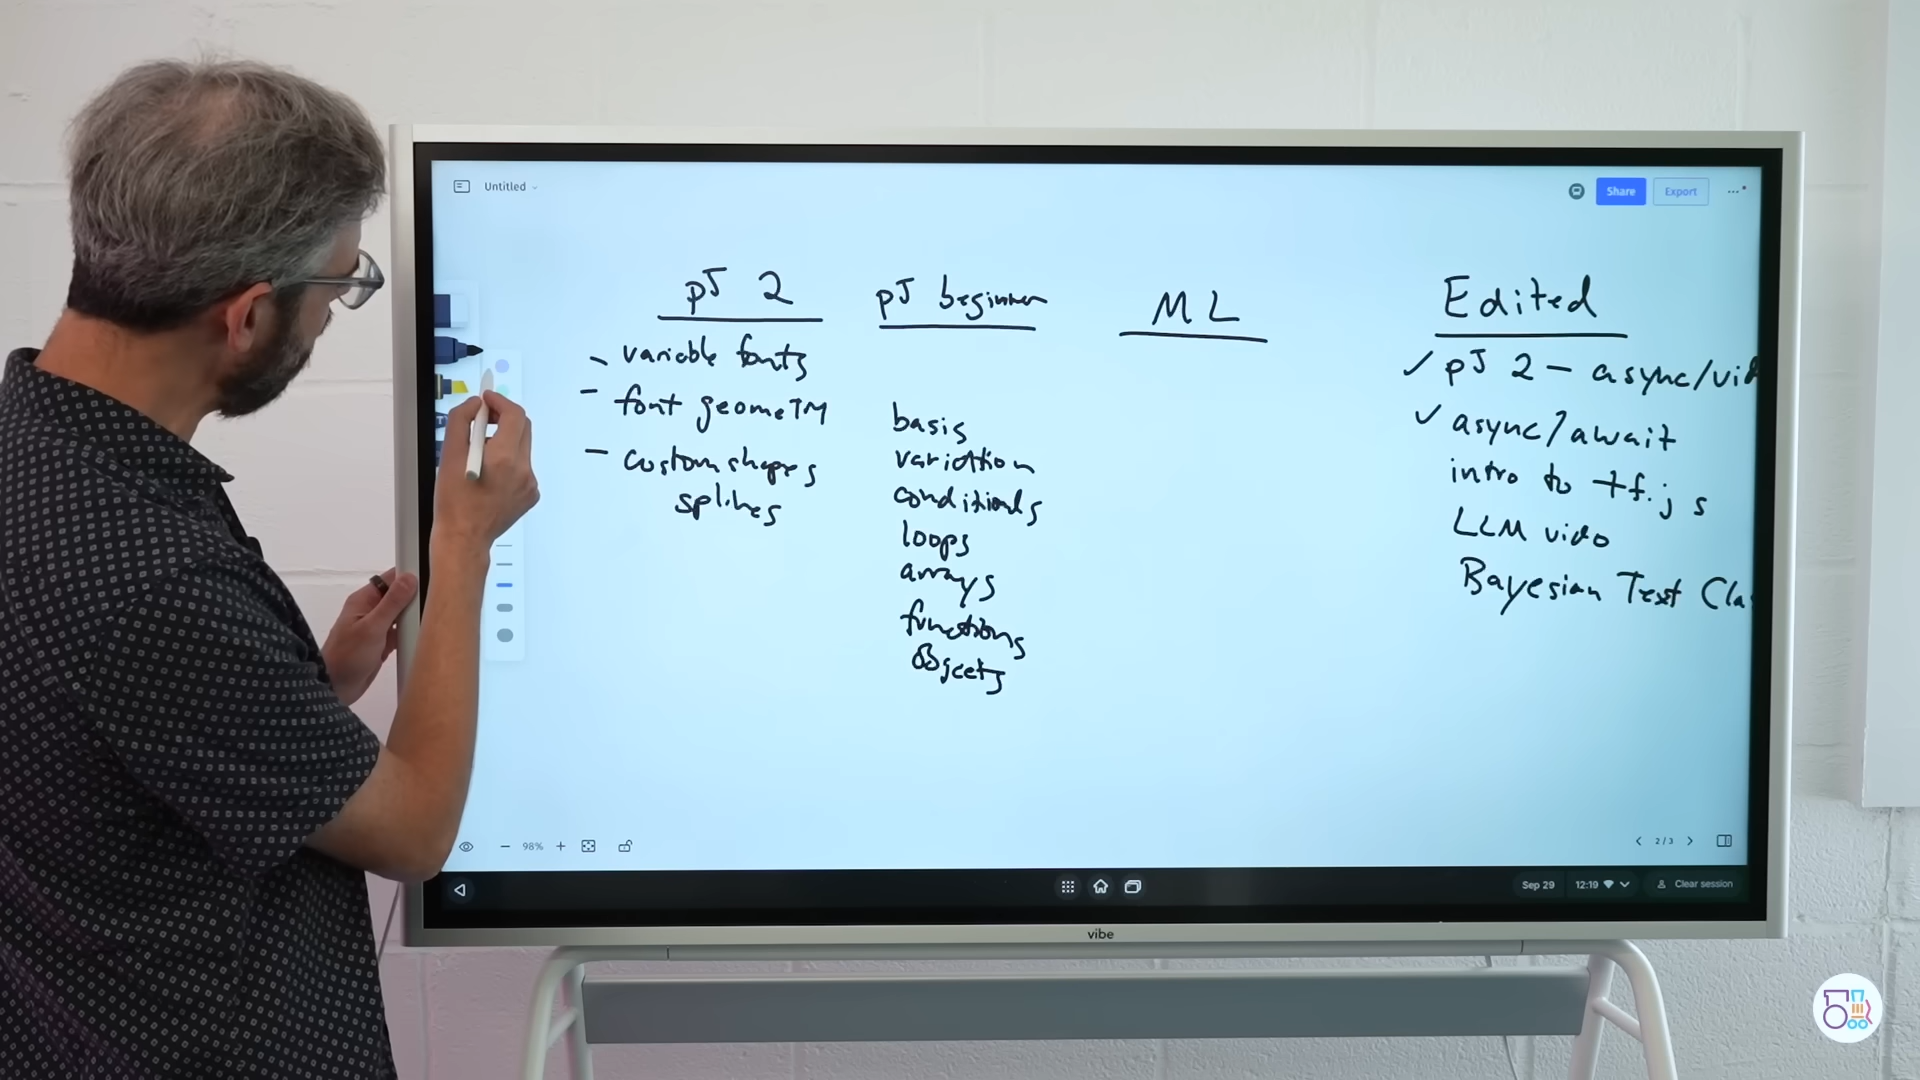 Untitled
Share
Export
p5 2
- variable fonts
- font geometry
- custom shapes
splines
p5 beginner
basis
variation
conditionals
loops
arrays
functions
objects
ML
Edited
✓ p5 2 - async/vid
✓ async/await
intro to tf.js
LLM video
Bayesian Text Cla
98%
2/3
Sep 29
12:19
Clear session
vibe